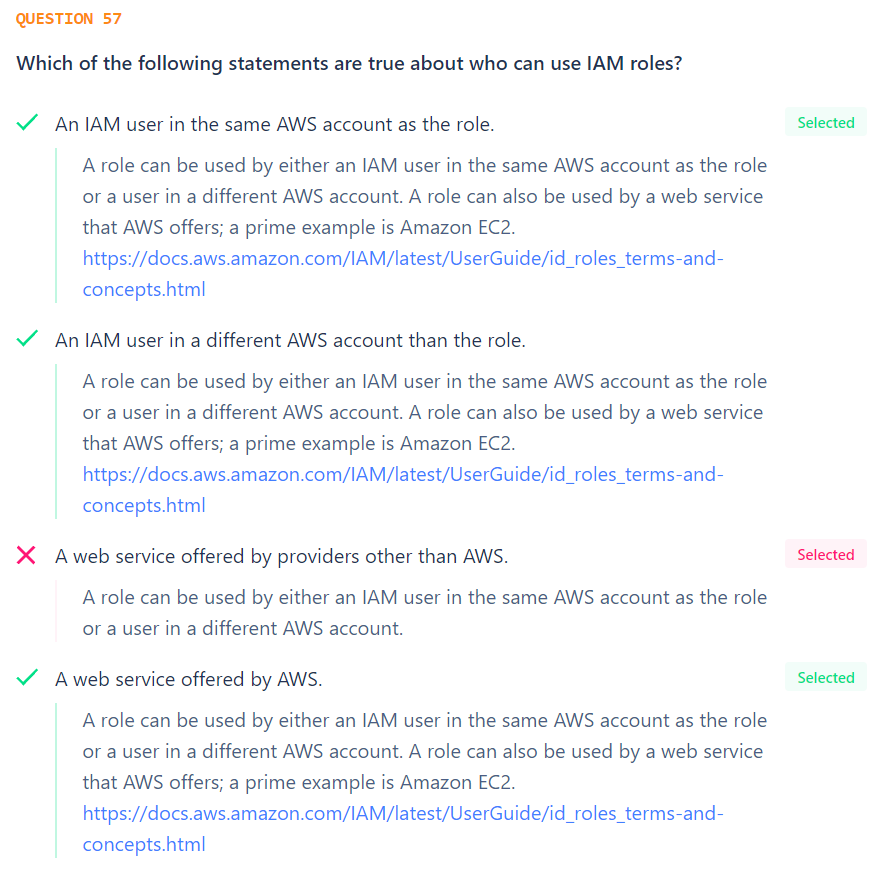 QUESTION 57
Which of the following statements are true about who can use IAM roles?
An IAM user in the same AWS account as the role.
Selected
A role can be used by either an IAM user in the same AWS account as the role
or a user in a different AWS account. A role can also be used by a web service
that AWS offers; a prime example is Amazon EC2.
https://docs.aws.amazon.com/IAM/latest/UserGuide/id_roles_terms-and-
concepts.html
An IAM user in a different AWS account than the role.
A role can be used by either an IAM user in the same AWS account as the role
or a user in a different AWS account. A role can also be used by a web service
that AWS offers; a prime example is Amazon EC2.
https://docs.aws.amazon.com/IAM/latest/UserGuide/id_roles_terms-and-
concepts.html
A web service offered by providers other than AWS.
Selected
A role can be used by either an IAM user in the same AWS account as the role
or a user in a different AWS account.
A web service offered by AWS.
Selected
A role can be used by either an IAM user in the same AWS account as the role
or a user in a different AWS account. A role can also be used by a web service
that AWS offers; a prime example is Amazon EC2.
https://docs.aws.amazon.com/IAM/latest/UserGuide/id_roles_terms-and-
concepts.html